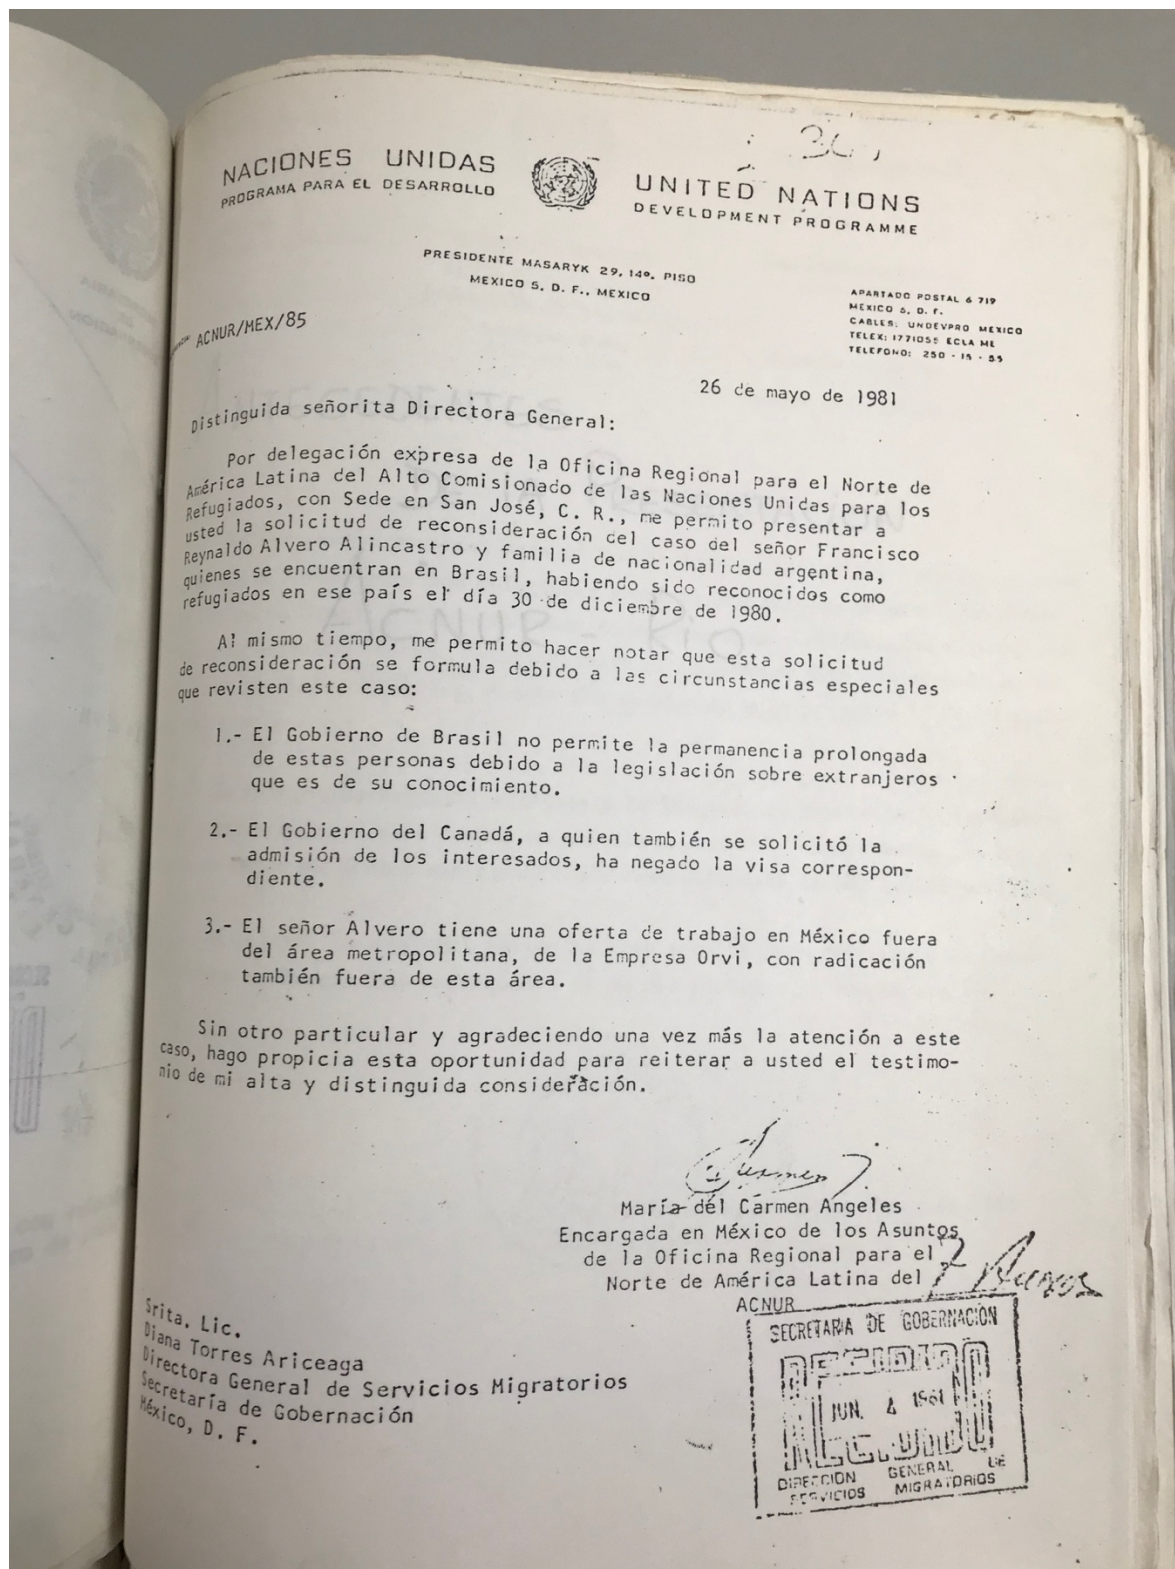 NACIONES UNIDAS
PROGRAMA PARA EL DESARROLLO
UNITED NATIONS
DEVELOPMENT PROGRAMME
PRESIDENTE MASARYK 29, 14º. PISO
MEXICO 5, D. F., MEXICO
APARTADO POSTAL 6 719
MEXICO 5, D. F.
CABLES: UNDEVPRO MEXICO
TELEX: 1771055 ECLA ME
TELEFONO: 250 - 15 - 55
ACNUR/MEX/85
26 de mayo de 1981
Distinguida señorita Directora General:
Por delegación expresa de la Oficina Regional para el Norte de
América Latina del Alto Comisionado de las Naciones Unidas para los
Refugiados, con Sede en San José, C. R., me permito presentar a
usted la solicitud de reconsideración del caso del señor Francisco
Reynaldo Alvero Alincastro y familia de nacionalidad argentina,
quienes se encuentran en Brasil, habiendo sido reconocidos como
refugiados en ese país el día 30 de diciembre de 1980.
Al mismo tiempo, me permito hacer notar que esta solicitud
de reconsideración se formula debido a las circunstancias especiales
que revisten este caso:
1.- El Gobierno de Brasil no permite la permanencia prolongada
de estas personas debido a la legislación sobre extranjeros
que es de su conocimiento.
2.- El Gobierno del Canadá, a quien también se solicitó la
admisión de los interesados, ha negado la visa correspon-
diente.
3.- El señor Alvero tiene una oferta de trabajo en México fuera
del área metropolitana, de la Empresa Orvi, con radicación
también fuera de esta área.
Sin otro particular y agradeciendo una vez más la atención a este
caso, hago propicia esta oportunidad para reiterar a usted el testimo-
nio de mi alta y distinguida consideración.
María del Carmen Angeles
Encargada en México de los Asuntos
de la Oficina Regional para el
Norte de América Latina del
ACNUR
Srita. Lic.
Diana Torres Ariceaga
Directora General de Servicios Migratorios
Secretaría de Gobernación
México, D. F.
SECRETARIA DE GOBERNACION
RECIBIDO
JUN. 4 1981
DIRECCION GENERAL DE
SERVICIOS MIGRATORIOS